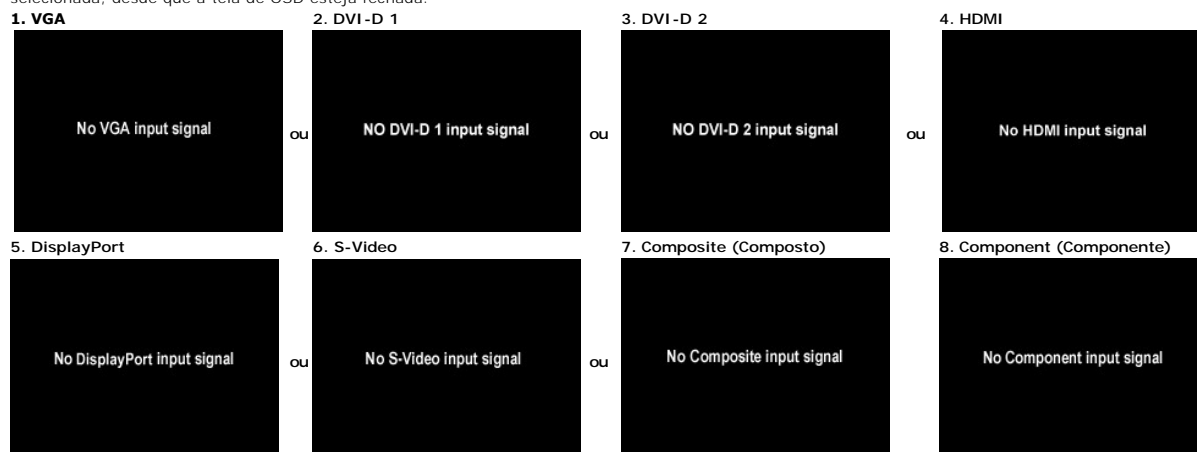 selecionada, desde que a tela de OSD esteja fechada.
1. VGA 2. DVI-D 1 3. DVI-D 2 4. HDMI
No VGA input signal ou NO DVI-D 1 input signal ou NO DVI-D 2 input signal ou No HDMI input signal
5. DisplayPort 6. S-Video 7. Composite (Composto) 8. Component (Componente)
No DisplayPort input signal ou No S-Video input signal ou No Composite input signal No Component input signal